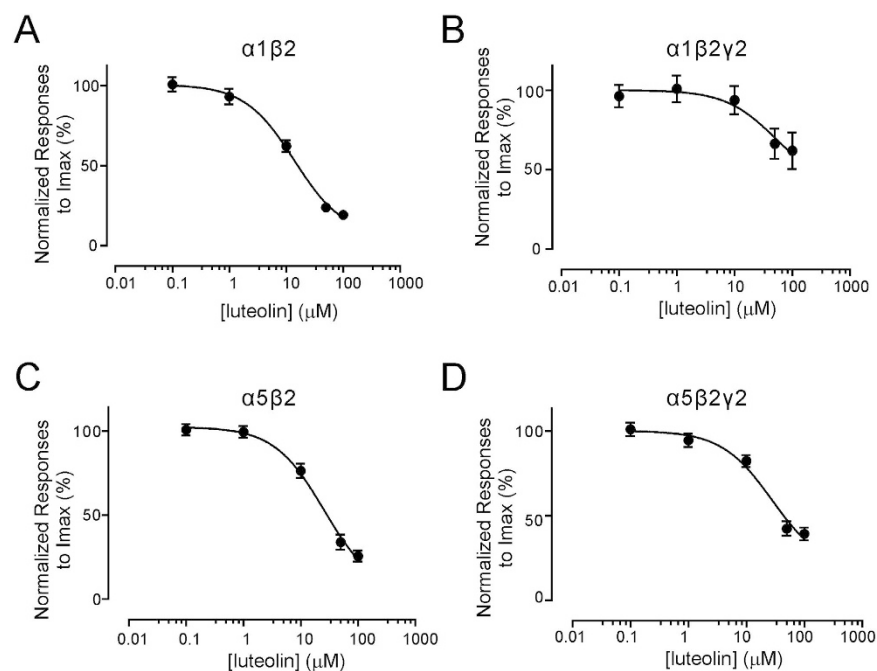 A
α1β2
Normalized Responses
to Imax (%)
100
50
0
0.01 0.1 1 10 100 1000
[luteolin] (μM)
B
α1β2γ2
Normalized Responses
to Imax (%)
100
50
0
0.01 0.1 1 10 100 1000
[luteolin] (μM)
C
α5β2
Normalized Responses
to Imax (%)
100
50
0
0.01 0.1 1 10 100 1000
[luteolin] (μM)
D
α5β2γ2
Normalized Responses
to Imax (%)
100
50
0
0.01 0.1 1 10 100 1000
[luteolin] (μM)